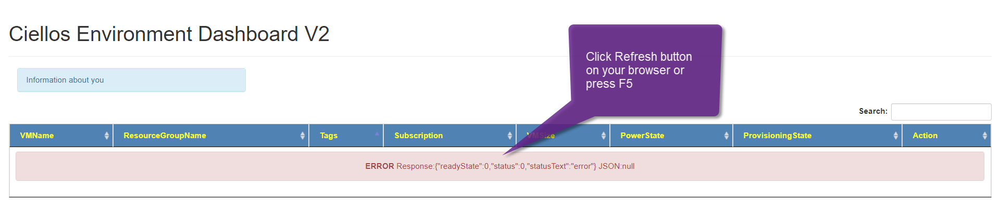 Ciellos Environment Dashboard V2
Click Refresh button
on your browser or
press F5
Information about you
Search:
VMName ResourceGroupName Tags Subscription VMSize PowerState ProvisioningState Action
ERROR Response:{"readyState":0,"status":0,"statusText":"error"} JSON:null